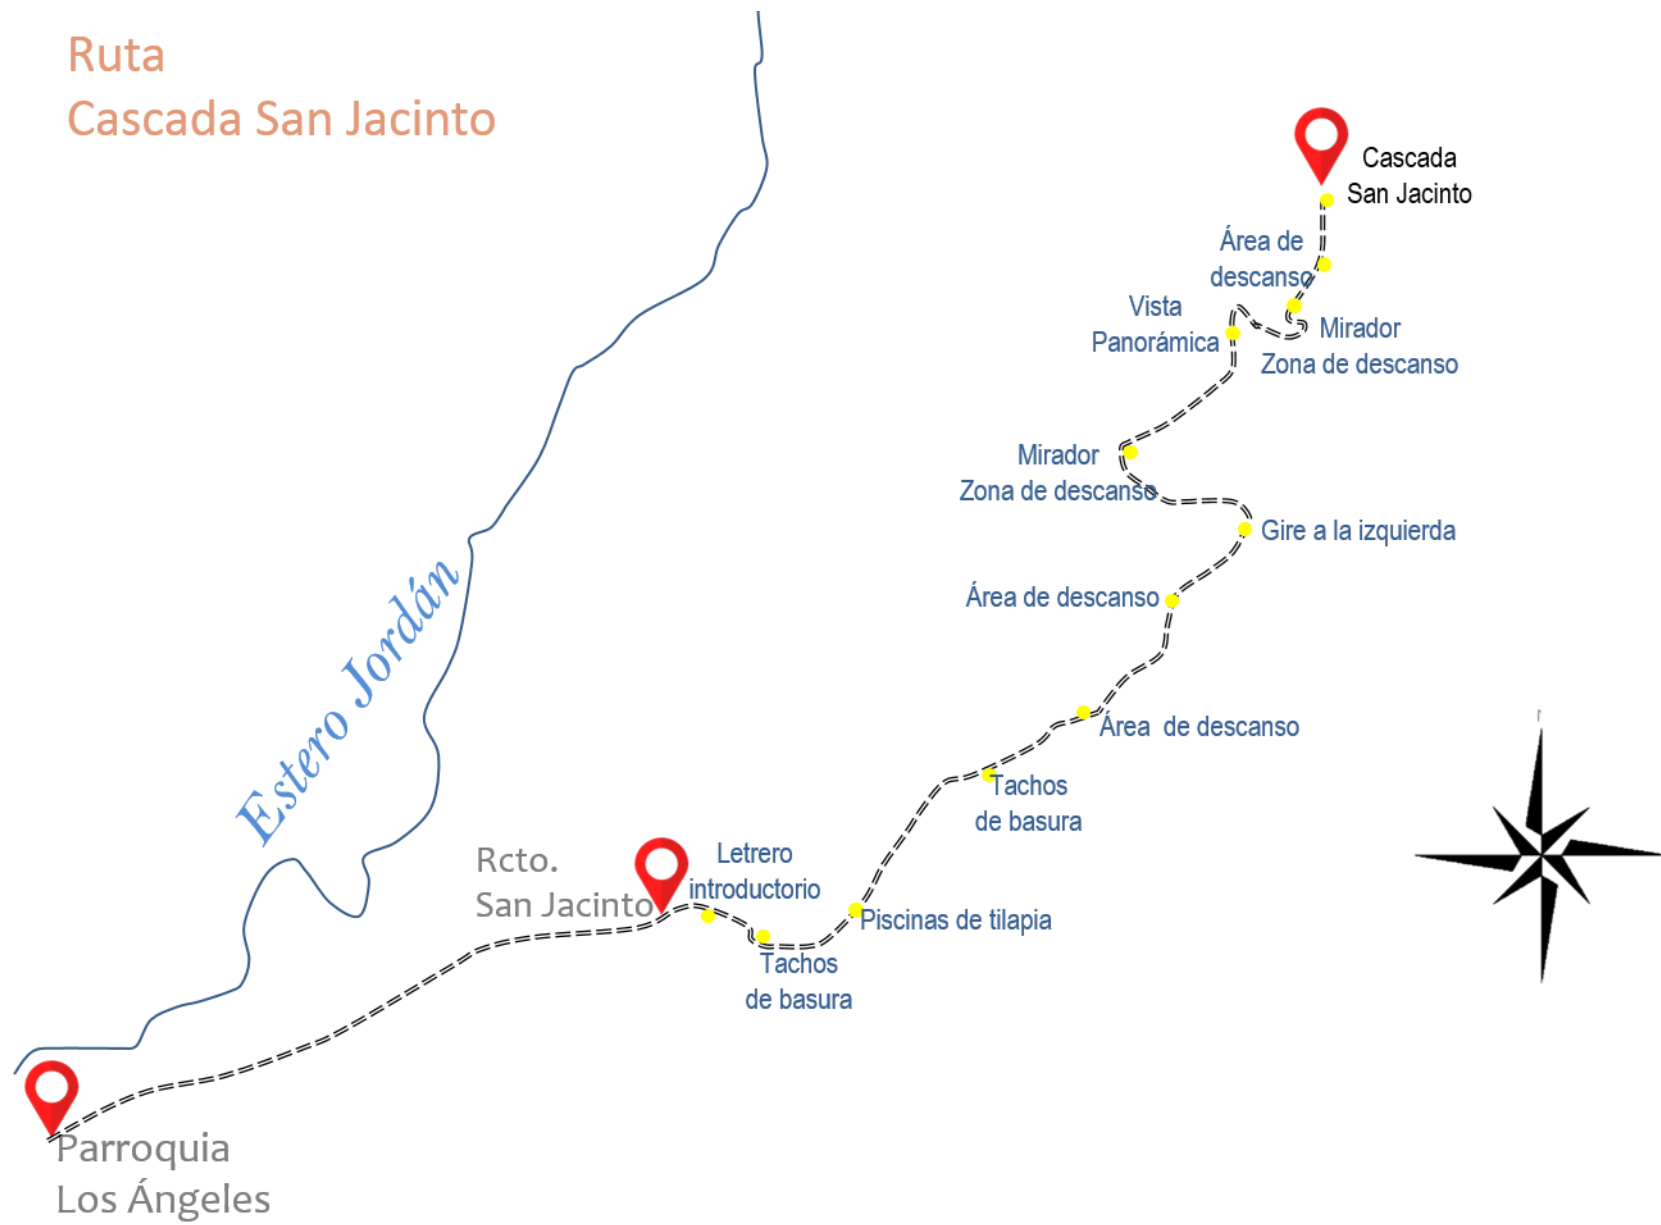 Ruta
Cascada San Jacinto
Cascada
San Jacinto
Área de
descanso
Vista
Panorámica
Mirador
Zona de descanso
Mirador
Zona de descanso
Gire a la izquierda
Área de descanso
Estero Jordán
Área de descanso
Tachos
de basura
Rcto.
San Jacinto
Letrero
introductorio
Piscinas de tilapia
Tachos
de basura
Parroquia
Los Ángeles